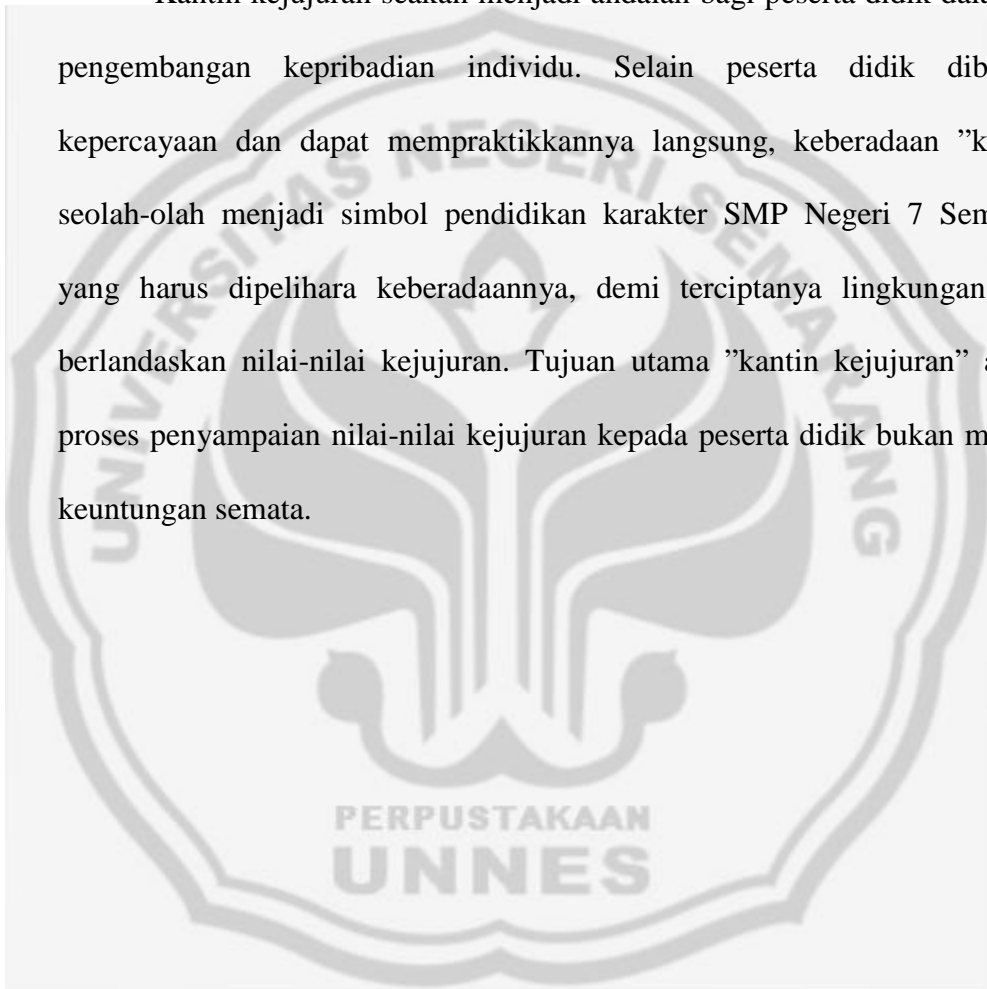 Kantin kejujuran seakan menjadi andalan bagi peserta didik
pengembangan kepribadian individu. Selain peserta didik
kepercayaan dan dapat mempraktikkannya langsung, keberadaan
seolah-olah menjadi simbol pendidikan karakter SMP Negeri 7
yang harus dipelihara keberadaannya, demi terciptanya lingkungan
berlandaskan nilai-nilai kejujuran. Tujuan utama ”kantin kejujuran”
proses penyampaian nilai-nilai kejujuran kepada peserta didik bukan
keuntungan semata.
UNIVERSITAS NEGERI SEMARANG
PERPUSTAKAAN
UNNES